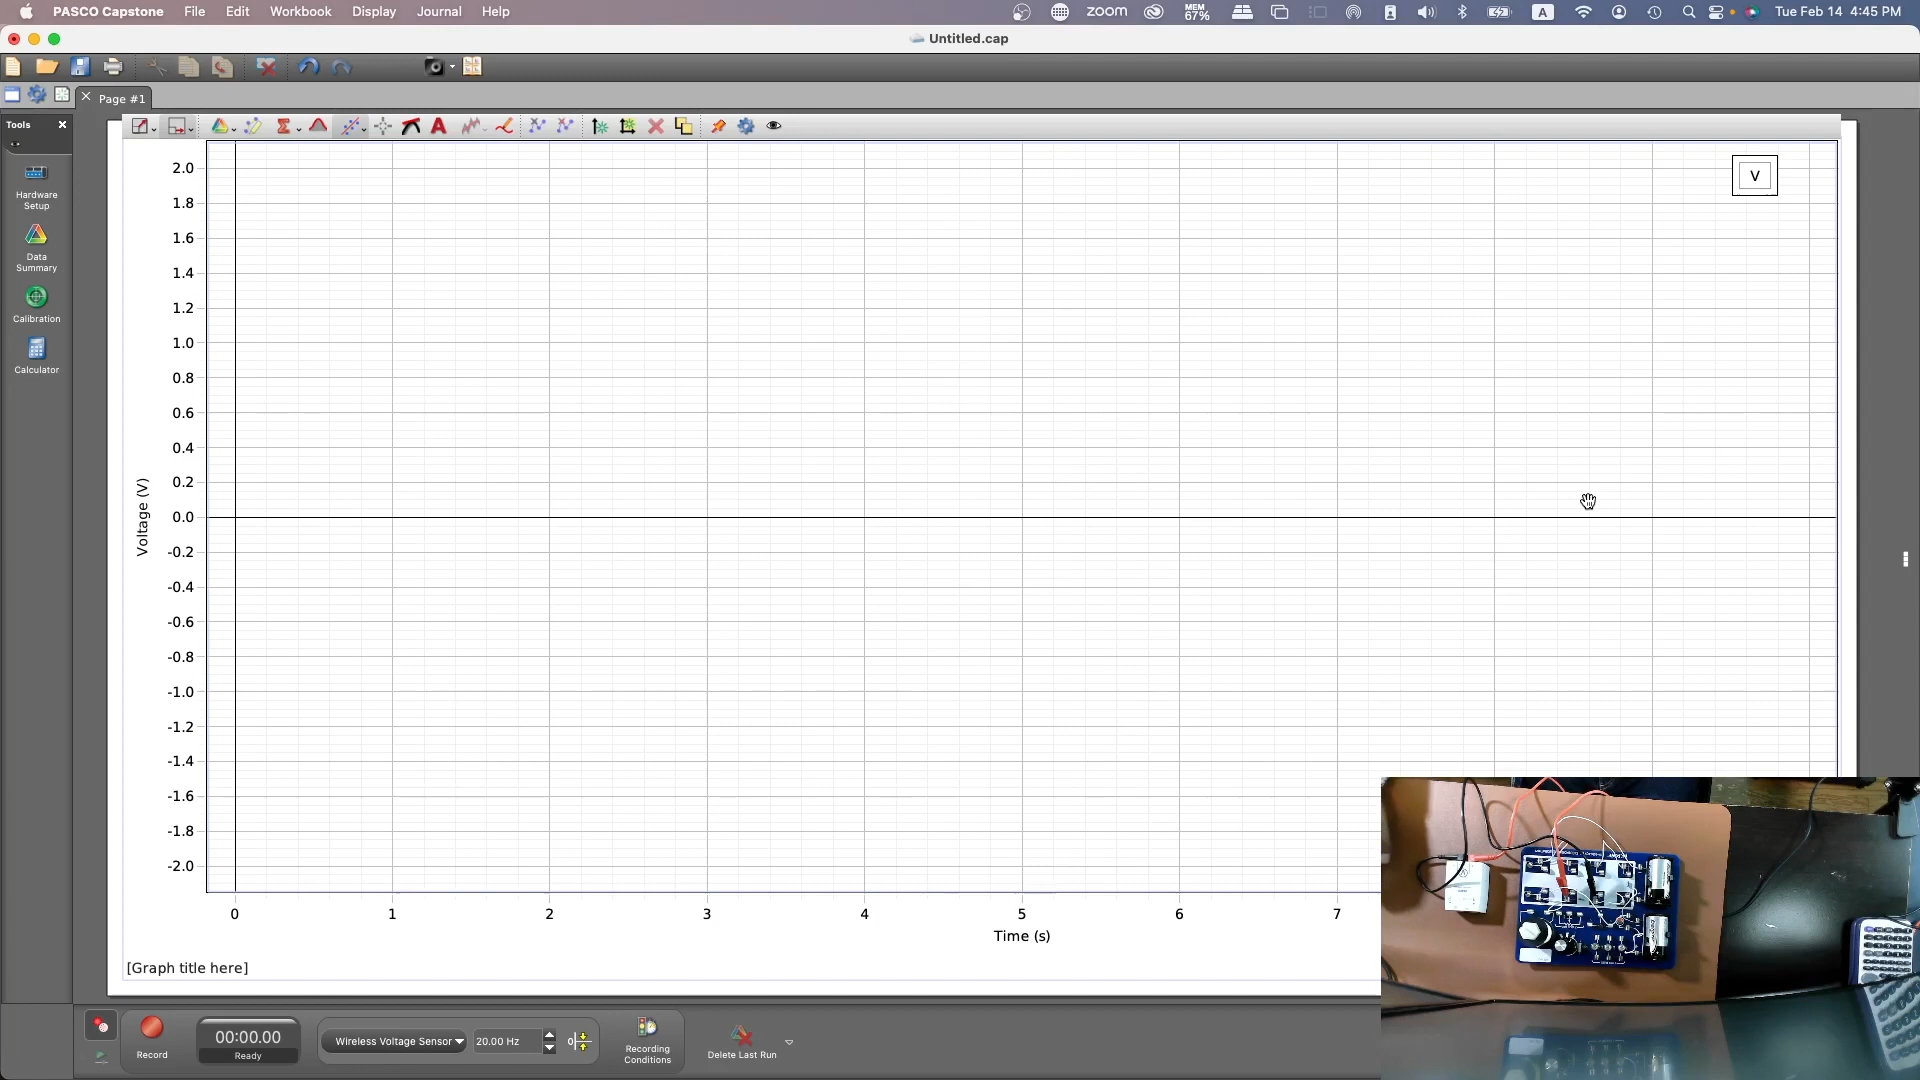 PASCO Capstone File Edit Workbook Display Journal Help zoom MEM 67% A Tue Feb 14 4:45 PM
Untitled.cap
Page #1
Tools
Hardware
Setup
Data
Summary
Calibration
Calculator
V
2.0
1.8
1.6
1.4
1.2
1.0
0.8
0.6
0.4
0.2
0.0
-0.2
-0.4
-0.6
-0.8
-1.0
-1.2
-1.4
-1.6
-1.8
-2.0
Voltage (V)
0 1 2 3 4 5 6 7
Time (s)
[Graph title here]
Record
00:00.00
Ready
Wireless Voltage Sensor
20.00 Hz
0
Recording
Conditions
Delete Last Run